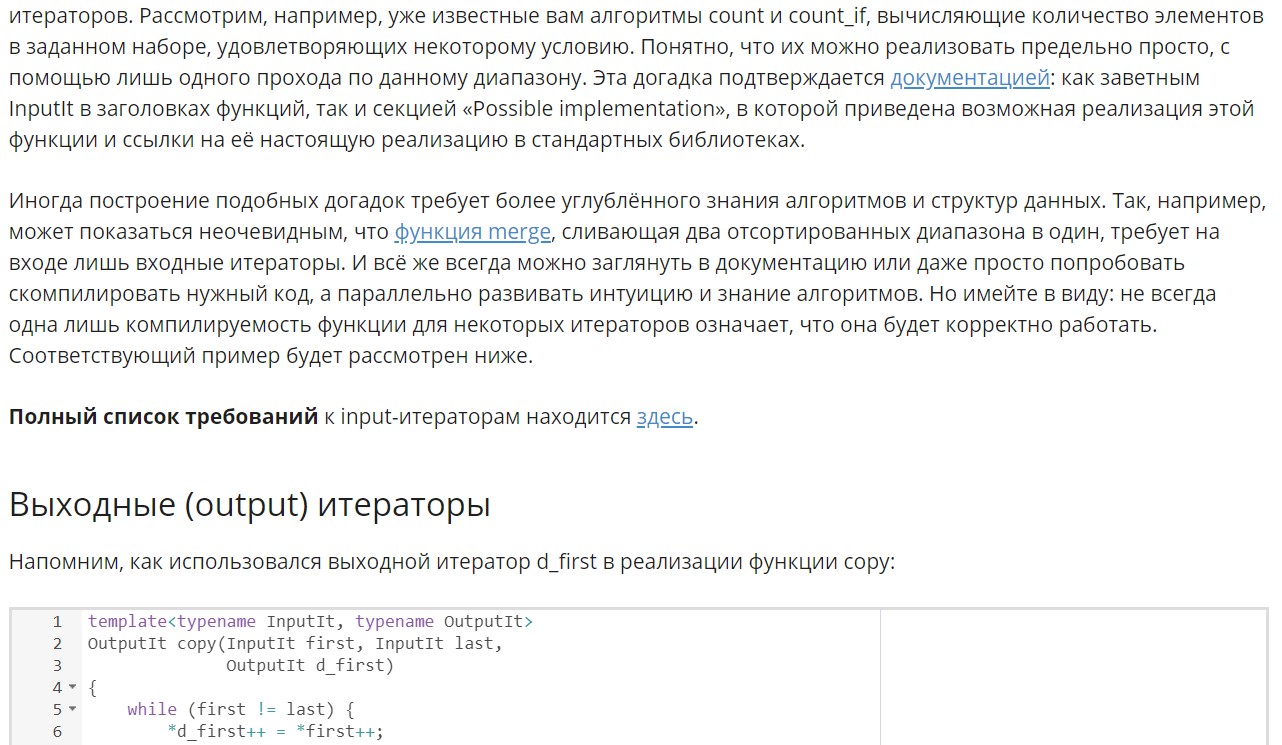 итераторов. Рассмотрим, например, уже известные вам алгоритмы count и count_if, вычисляющие количество элементов
в заданном наборе, удовлетворяющих некоторому условию. Понятно, что их можно реализовать предельно просто, с
помощью лишь одного прохода по данному диапазону. Эта догадка подтверждается документацией: как заветным
InputIt в заголовках функций, так и секцией «Possible implementation», в которой приведена возможная реализация этой
функции и ссылки на её настоящую реализацию в стандартных библиотеках.
Иногда построение подобных догадок требует более углублённого знания алгоритмов и структур данных. Так, например,
может показаться неочевидным, что функция merge, сливающая два отсортированных диапазона в один, требует на
входе лишь входные итераторы. И всё же всегда можно заглянуть в документацию или даже просто попробовать
скомпилировать нужный код, а параллельно развивать интуицию и знание алгоритмов. Но имейте в виду: не всегда
одна лишь компилируемость функции для некоторых итераторов означает, что она будет корректно работать.
Соответствующий пример будет рассмотрен ниже.
Полный список требований к input-итераторам находится здесь.
Выходные (output) итераторы
Напомним, как использовался выходной итератор d_first в реализации функции copy:
1 template<typename InputIt, typename OutputIt>
2 OutputIt copy(InputIt first, InputIt last,
3 OutputIt d_first)
4 {
5 while (first != last) {
6 *d_first++ = *first++;